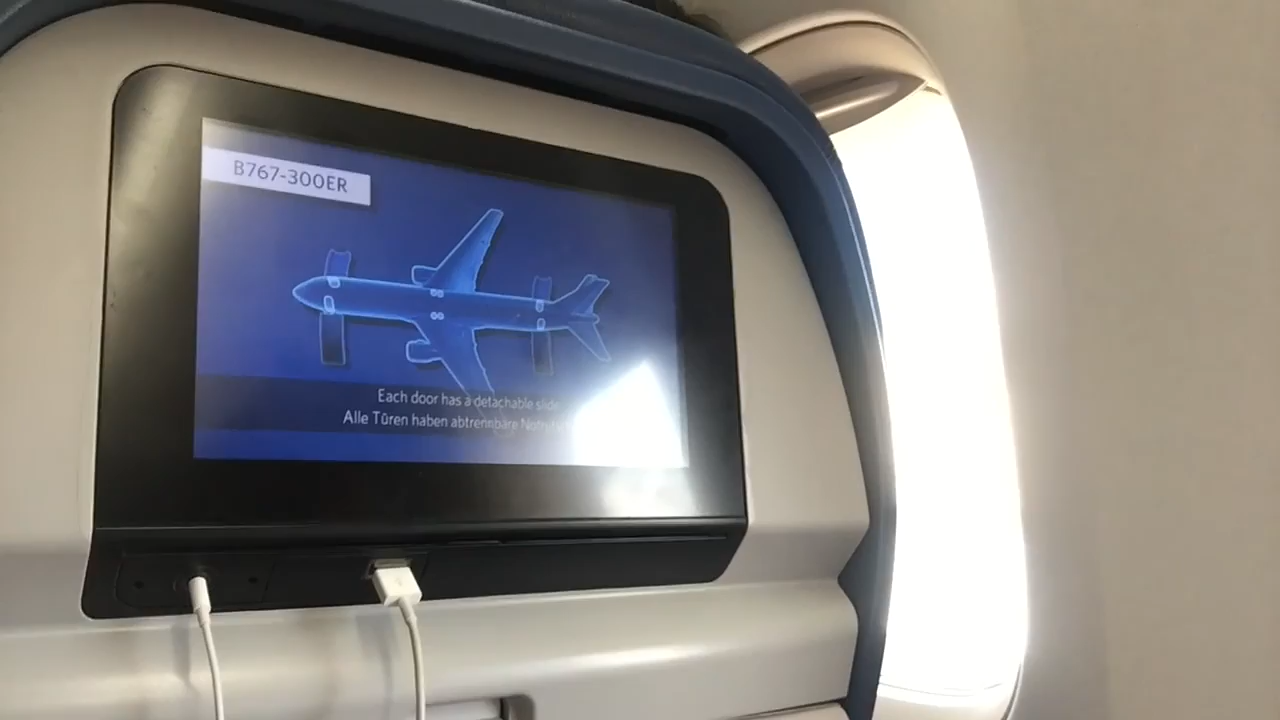 B767-300ER
Each door has a detachable slide
Alle Türen haben abtrennbare